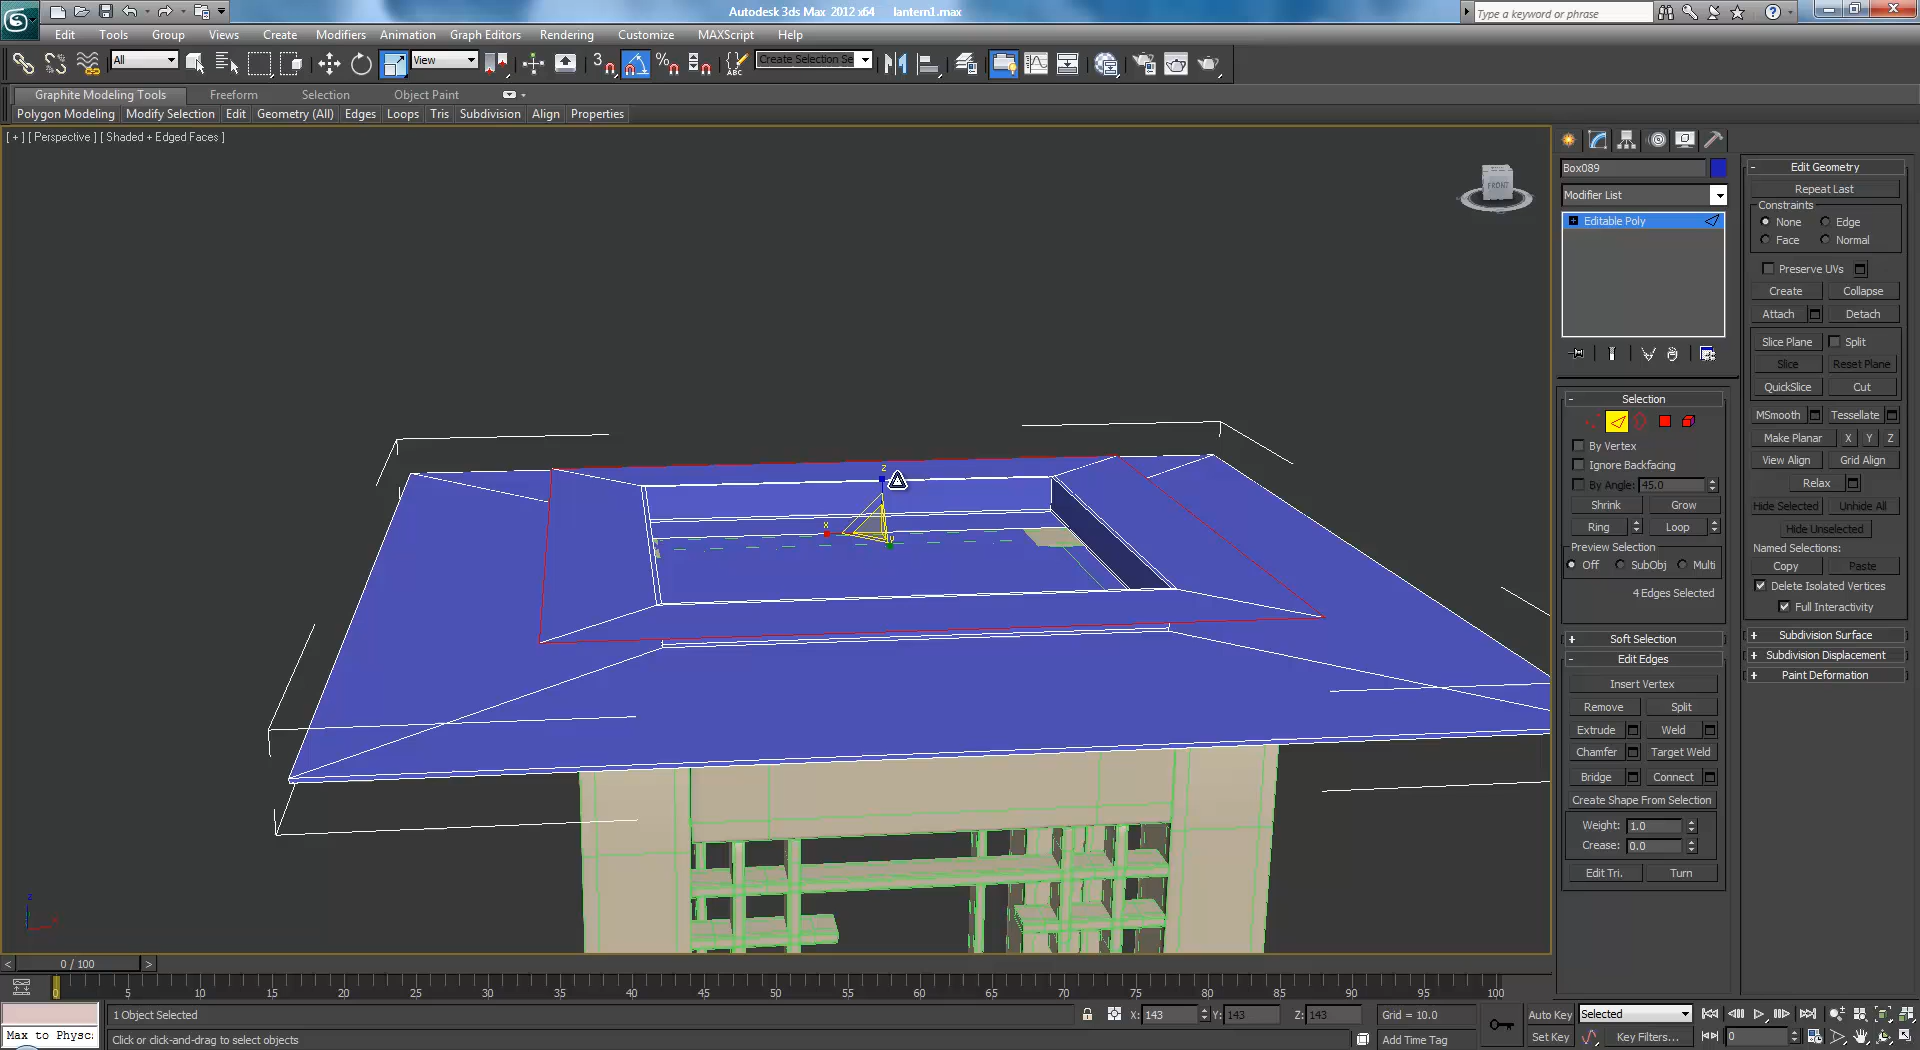 Autodesk 3ds Max 2012 x64 lantern1.max
Type a keyword or phrase
Edit Tools Group Views Create Modifiers Animation Graph Editors Rendering Customize MAXScript Help
All View 3 ABC Create Selection Se
Graphite Modeling Tools Freeform Selection Object Paint
Polygon Modeling Modify Selection Edit Geometry (All) Edges Loops Tris Subdivision Align Properties
[ + ] [ Perspective ] [ Shaded + Edged Faces ]
FRONT
z
x
y
z
x
Box089
Modifier List
Editable Poly
- Selection
By Vertex
Ignore Backfacing
By Angle: 45.0
Shrink Grow
Ring Loop
Preview Selection
Off SubObj Multi
4 Edges Selected
+ Soft Selection
- Edit Edges
Insert Vertex
Remove Split
Extrude Weld
Chamfer Target Weld
Bridge Connect
Create Shape From Selection
Weight: 1.0
Crease: 0.0
Edit Tri. Turn
- Edit Geometry
Repeat Last
Constraints
None Edge
Face Normal
Preserve UVs
Create Collapse
Attach Detach
Slice Plane Split
Slice Reset Plane
QuickSlice Cut
MSmooth Tessellate
Make Planar X Y Z
View Align Grid Align
Relax
Hide Selected Unhide All
Hide Unselected
Named Selections:
Copy Paste
Delete Isolated Vertices
Full Interactivity
+ Subdivision Surface
+ Subdivision Displacement
+ Paint Deformation
< 0 / 100 >
0 5 10 15 20 25 30 35 40 45 50 55 60 65 70 75 80 85 90 95 100
1 Object Selected X: 143 Y: 143 Z: 143 Grid = 10.0 Auto Key Selected
Max to Physc: Click or click-and-drag to select objects Add Time Tag Set Key Key Filters... 0